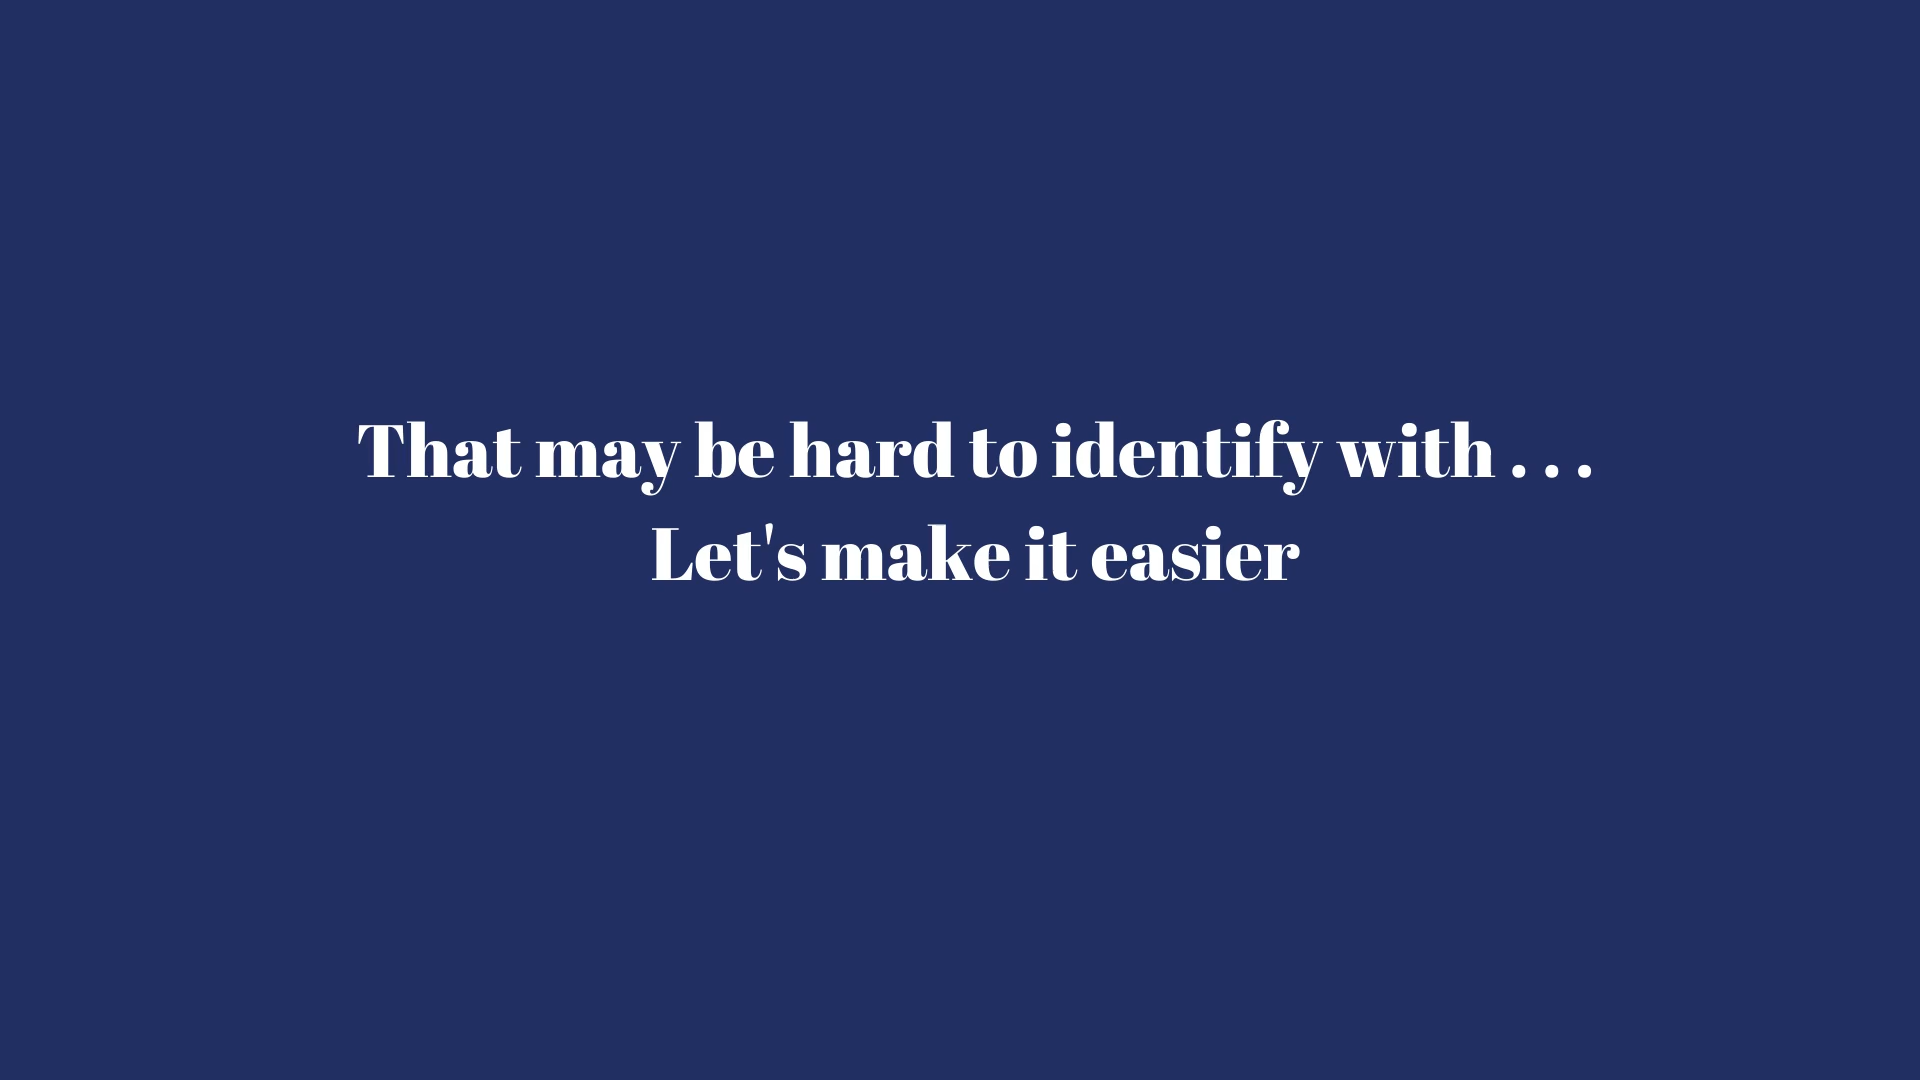 That may be hard to identify with . . .
Let's make it easier